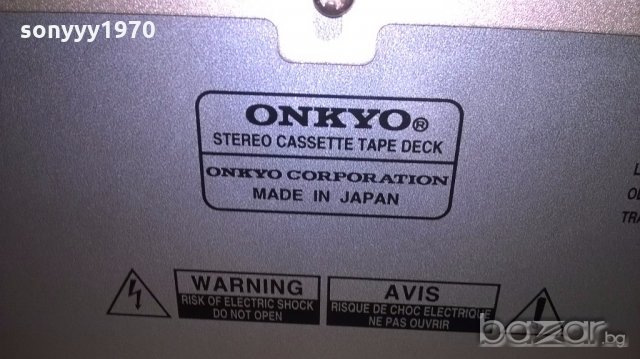 sonyyy1970
ONKYO®
STEREO CASSETTE TAPE DECK
ONKYO CORPORATION
MADE IN JAPAN
WARNING
RISK OF ELECTRIC SHOCK
DO NOT OPEN
AVIS
RISQUE DE CHOC ELECTRIQUE
NE PAS OUVRIR
bazar.bg